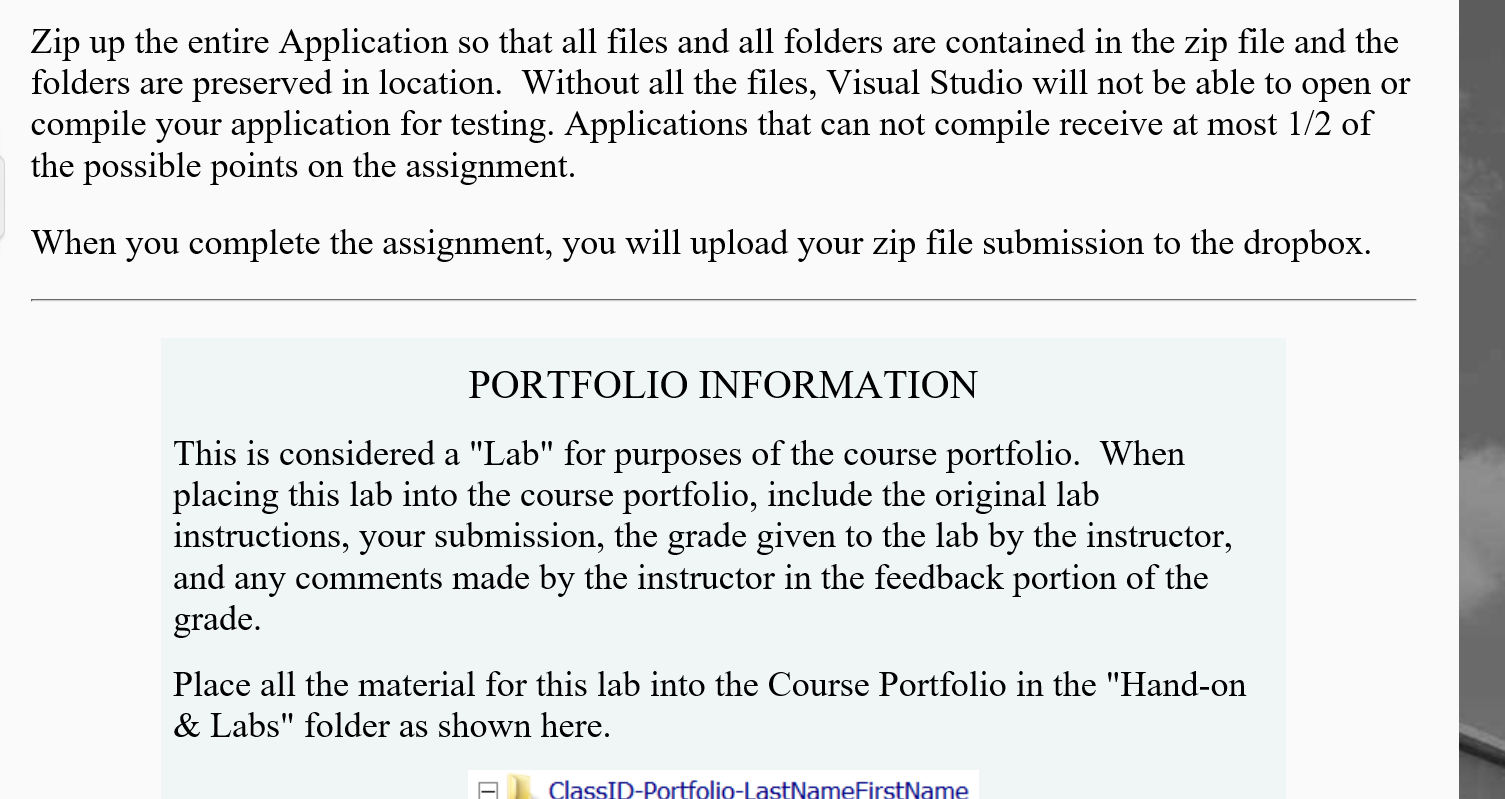 Zip up the entire Application so that all files and all folders are contained in the zip file and the
folders are preserved in location.  Without all the files, Visual Studio will not be able to open or
compile your application for testing. Applications that can not compile receive at most 1/2 of
the possible points on the assignment.
When you complete the assignment, you will upload your zip file submission to the dropbox.
PORTFOLIO INFORMATION
This is considered a "Lab" for purposes of the course portfolio.  When
placing this lab into the course portfolio, include the original lab
instructions, your submission, the grade given to the lab by the instructor,
and any comments made by the instructor in the feedback portion of the
grade.
Place all the material for this lab into the Course Portfolio in the "Hand-on
& Labs" folder as shown here.
ClassID-Portfolio-LastNameFirstName